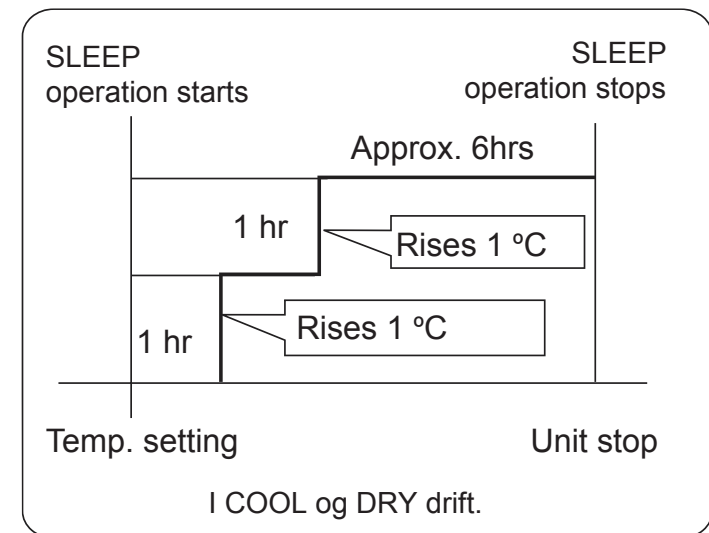 SLEEP
operation starts
SLEEP
operation stops
Approx. 6hrs
1 hr
Rises 1 ºC
1 hr
Rises 1 ºC
Temp. setting
Unit stop
I COOL og DRY drift.